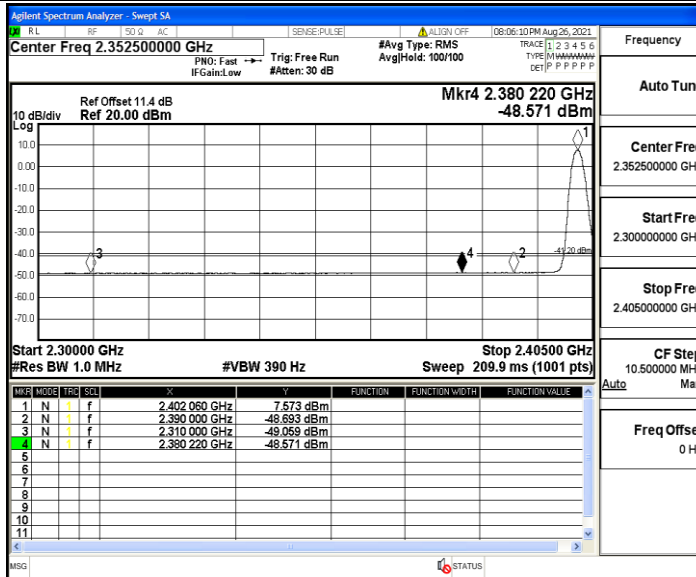 Agilent Spectrum Analyzer - Swept SA
RL RF 50 Ω AC SENSE:PULSE ALIGN OFF 08:06:10 PM Aug 26, 2021
Center Freq 2.352500000 GHz
PNO: Fast
IFGain:Low
Trig: Free Run
#Atten: 30 dB
#Avg Type: RMS
Avg|Hold: 100/100
TRACE 1 2 3 4 5 6
TYPE M WWWWW
DET P P P P P P
Ref Offset 11.4 dB
Ref 20.00 dBm
10 dB/div
Log
Mkr4 2.380 220 GHz
-48.571 dBm
10.0
0.00
-10.0
-20.0
-30.0
-40.0
-50.0
-60.0
-70.0
1
3
4
2
-41.20 dBm
Start 2.30000 GHz
Stop 2.40500 GHz
#Res BW 1.0 MHz #VBW 390 Hz Sweep 209.9 ms (1001 pts)
MKR MODE TRC SCL X Y FUNCTION FUNCTION WIDTH FUNCTION VALUE
1 N 1 f 2.402 060 GHz 7.573 dBm
2 N 1 f 2.390 000 GHz -48.693 dBm
3 N 1 f 2.310 000 GHz -49.059 dBm
4 N 1 f 2.380 220 GHz -48.571 dBm
5
6
7
8
9
10
11
MSG STATUS
Frequency
Auto Tun
Center Fre
2.352500000 GH
Start Fre
2.300000000 GH
Stop Fre
2.405000000 GH
CF Ste
10.500000 MH
Auto Ma
Freq Offse
0 H